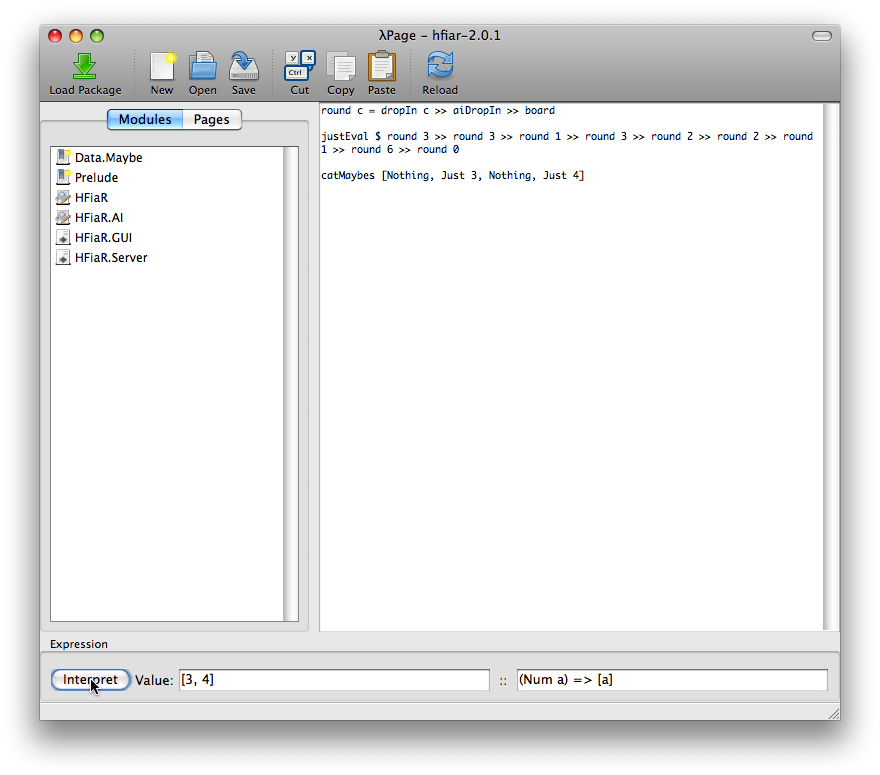 λPage - hfiar-2.0.1
Load Package New Open Save Cut Copy Paste Reload
y x
Ctrl
Modules Pages
Data.Maybe
Prelude
HFiaR
HFiaR.AI
HFiaR.GUI
HFiaR.Server
round c = dropIn c >> aiDropIn >> board
justEval $ round 3 >> round 3 >> round 1 >> round 3 >> round 2 >> round 2 >> round
1 >> round 6 >> round 0
catMaybes [Nothing, Just 3, Nothing, Just 4]
Expression
Interpret Value: [3, 4] :: (Num a) => [a]